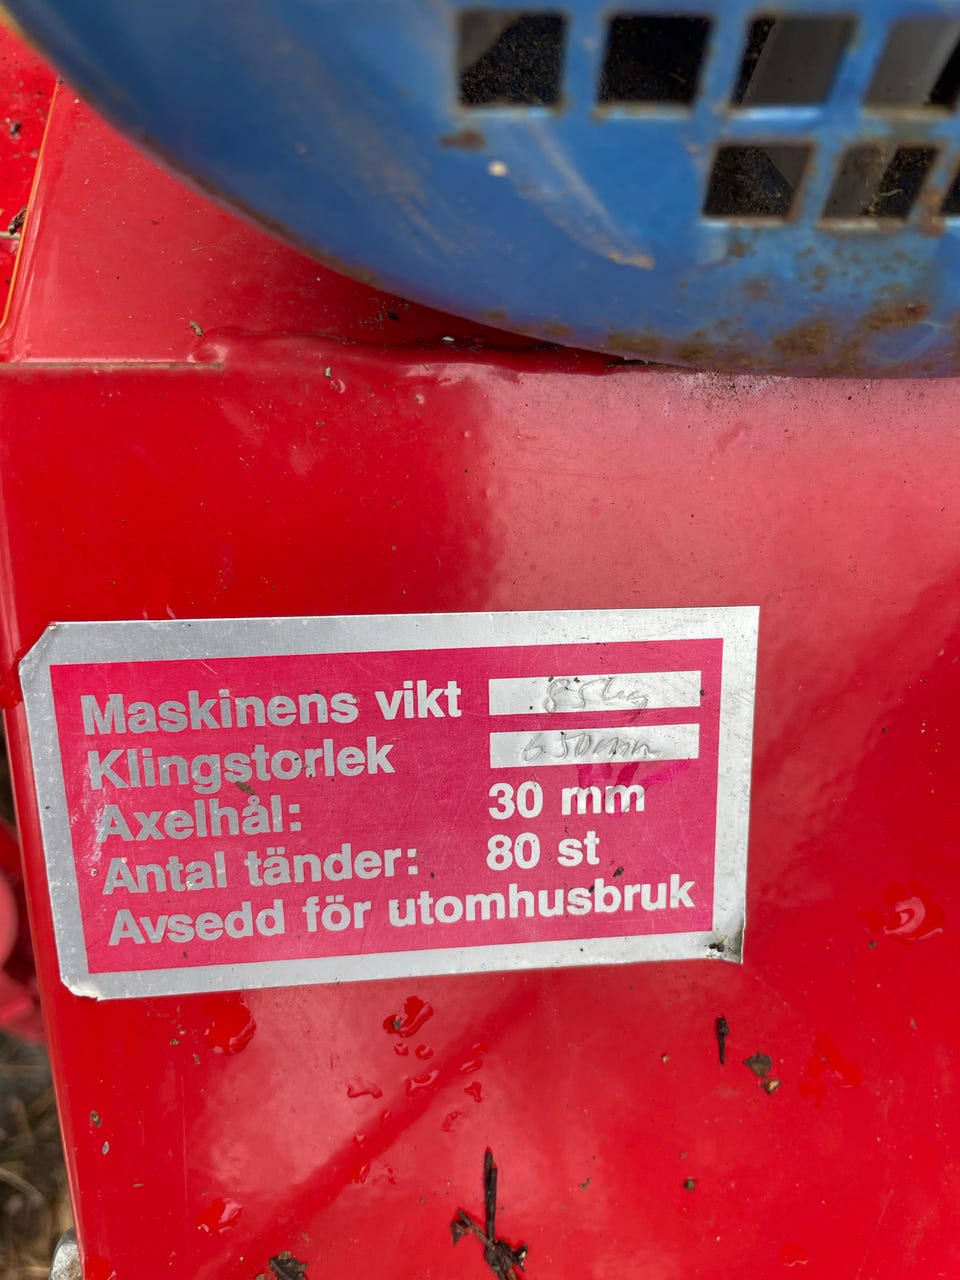 Maskinens vikt 85kg
Klingstorlek 650mm
Axelhål: 30 mm
Antal tänder: 80 st
Avsedd för utomhusbruk